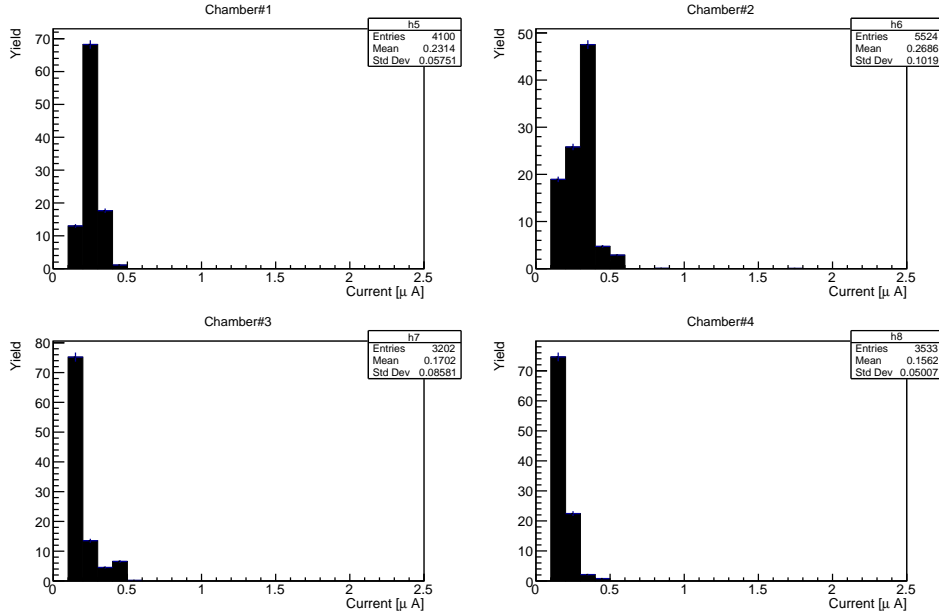 Chamber#1
h5
Entries 4100
Mean 0.2314
Std Dev 0.05751
Yield
70
60
50
40
30
20
10
0
0 0.5 1 1.5 2 2.5
Current [μ A]
Chamber#2
h6
Entries 5524
Mean 0.2686
Std Dev 0.1019
Yield
50
40
30
20
10
0
0 0.5 1 1.5 2 2.5
Current [μ A]
Chamber#3
h7
Entries 3202
Mean 0.1702
Std Dev 0.08581
Yield
80
70
60
50
40
30
20
10
0
0 0.5 1 1.5 2 2.5
Current [μ A]
Chamber#4
h8
Entries 3533
Mean 0.1562
Std Dev 0.05007
Yield
70
60
50
40
30
20
10
0
0 0.5 1 1.5 2 2.5
Current [μ A]